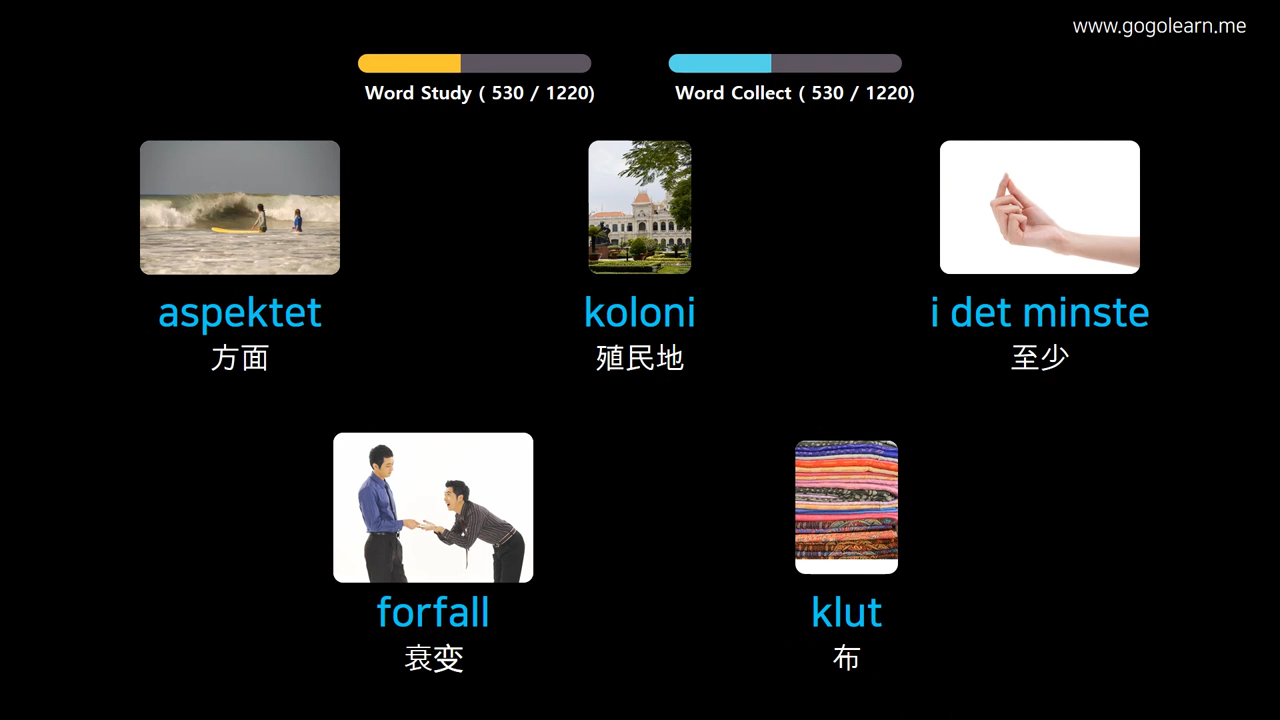 www.gogolearn.me
Word Study ( 530 / 1220)
Word Collect ( 530 / 1220)
aspektet
方面
koloni
殖民地
i det minste
至少
forfall
衰变
klut
布